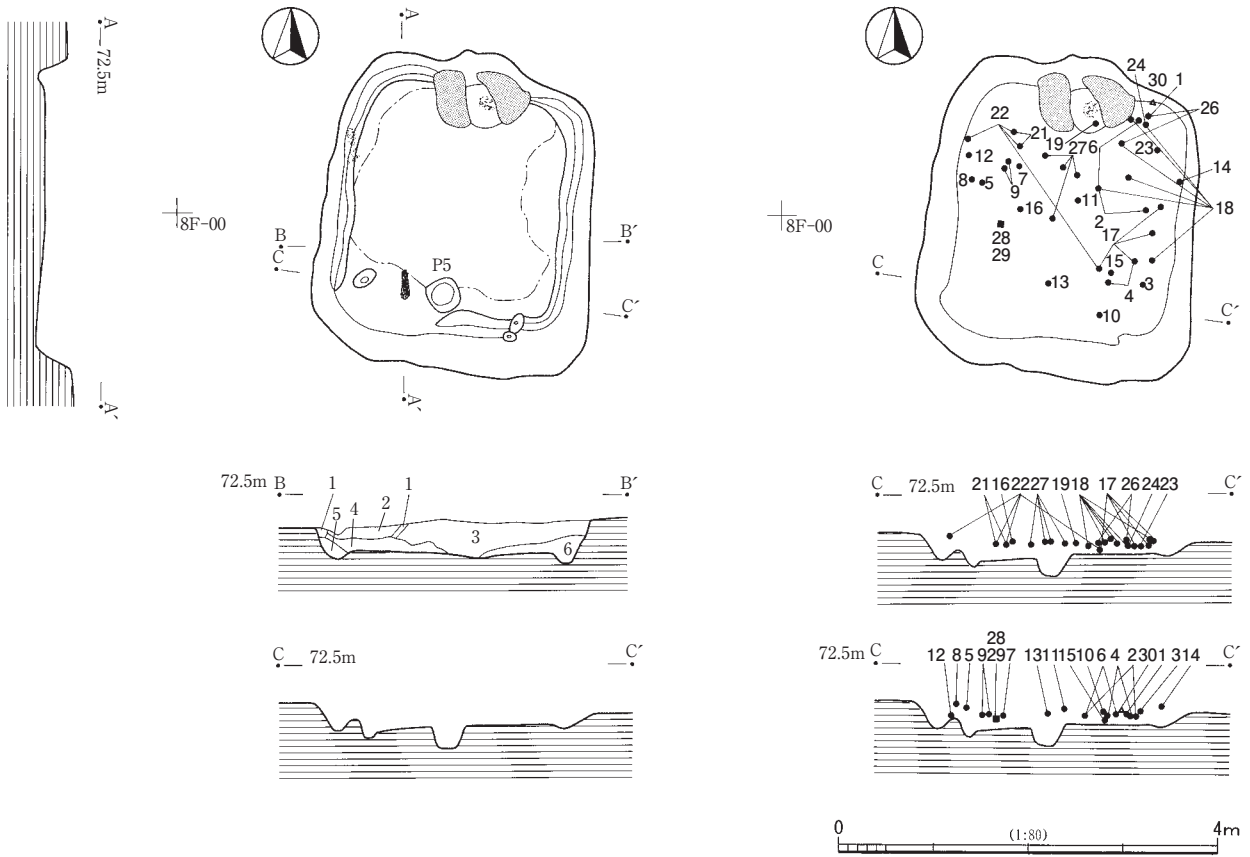 A
72.5m
A´
A
8F-00
B
C
P5
B´
C´
A´
24
30
1
26
22
21
19
27
6
23
14
12
8
5
9
7
16
11
2
18
28
29
17
15
13
4
3
10
8F-00
C
C´
72.5m
B
B´
1
5
4
2
1
3
6
C
72.5m
C´
C
72.5m
C´
21 16 22 27 19 18 17 26 24 23
C
72.5m
C´
28
12 8 5 9 29 7 13 11 15 10 6 4 2 30 1 3 14
0
(1:80)
4m